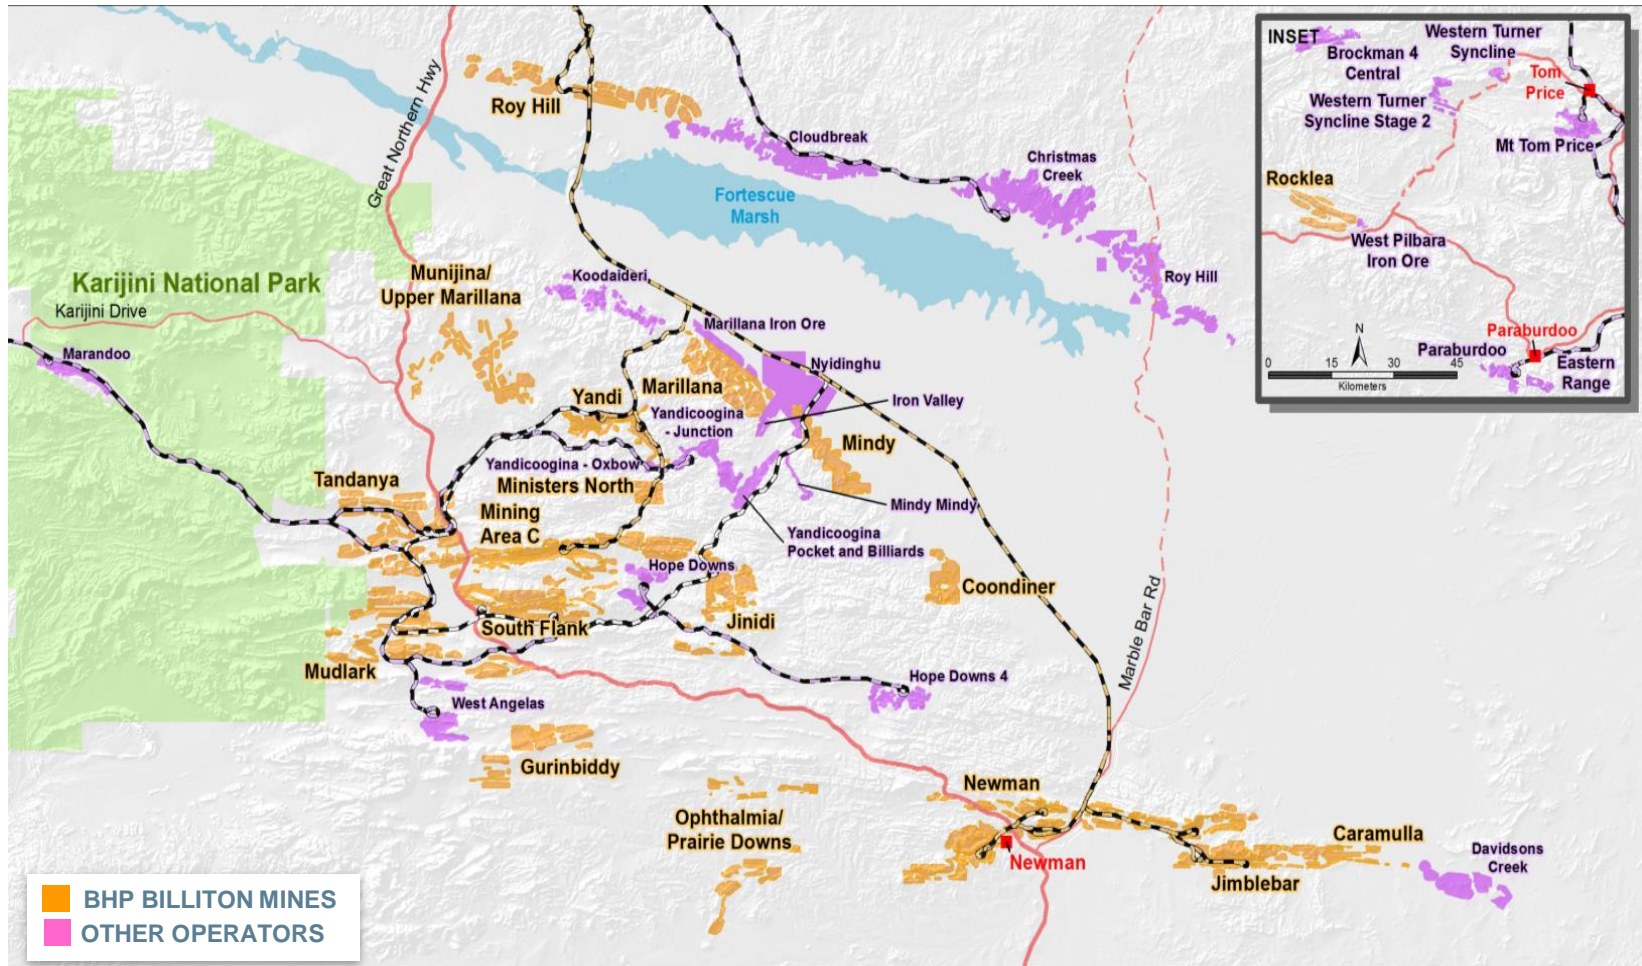 Great Northern Hwy
Roy Hill
Cloudbreak
Christmas
Creek
Fortescue
Marsh
Karijini National Park
Karijini Drive
Munijina/
Upper Marillana
Koodaideri
Roy Hill
Marandoo
Marillana Iron Ore
Nyidinghu
Yandi
Marillana
Iron Valley
Yandicoogina
- Junction
Mindy
Tandanya
Yandicoogina - Oxbow
Ministers North
Mindy Mindy
Mining
Area C
Yandicoogina
Pocket and Billiards
Hope Downs
Coondiner
South Flank
Jinidi
Marble Bar Rd
Mudlark
West Angelas
Hope Downs 4
Gurinbiddy
Newman
Ophthalmia/
Prairie Downs
Newman
Caramulla
Jimblebar
Davidsons
Creek
INSET
Brockman 4
Central
Western Turner
Syncline
Tom
Price
Western Turner
Syncline Stage 2
Mt Tom Price
Rocklea
West Pilbara
Iron Ore
Paraburdoo
Paraburdoo
Eastern
Range
N
0 15 30 45
Kilometers
BHP BILLITON MINES
OTHER OPERATORS